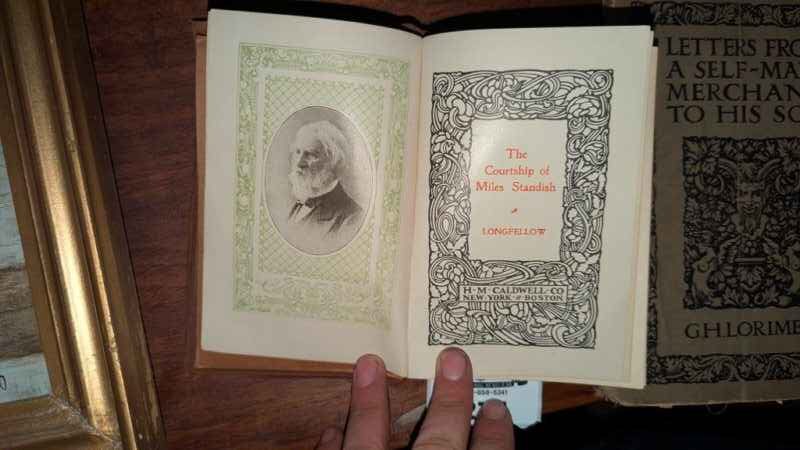 The
Courtship of
Miles Standish
LONGFELLOW
H·M·CALDWELL·CO
NEW YORK & BOSTON
LETTERS FRO
A SELF-MA
MERCHAN
TO HIS SO
G.H.LORIME